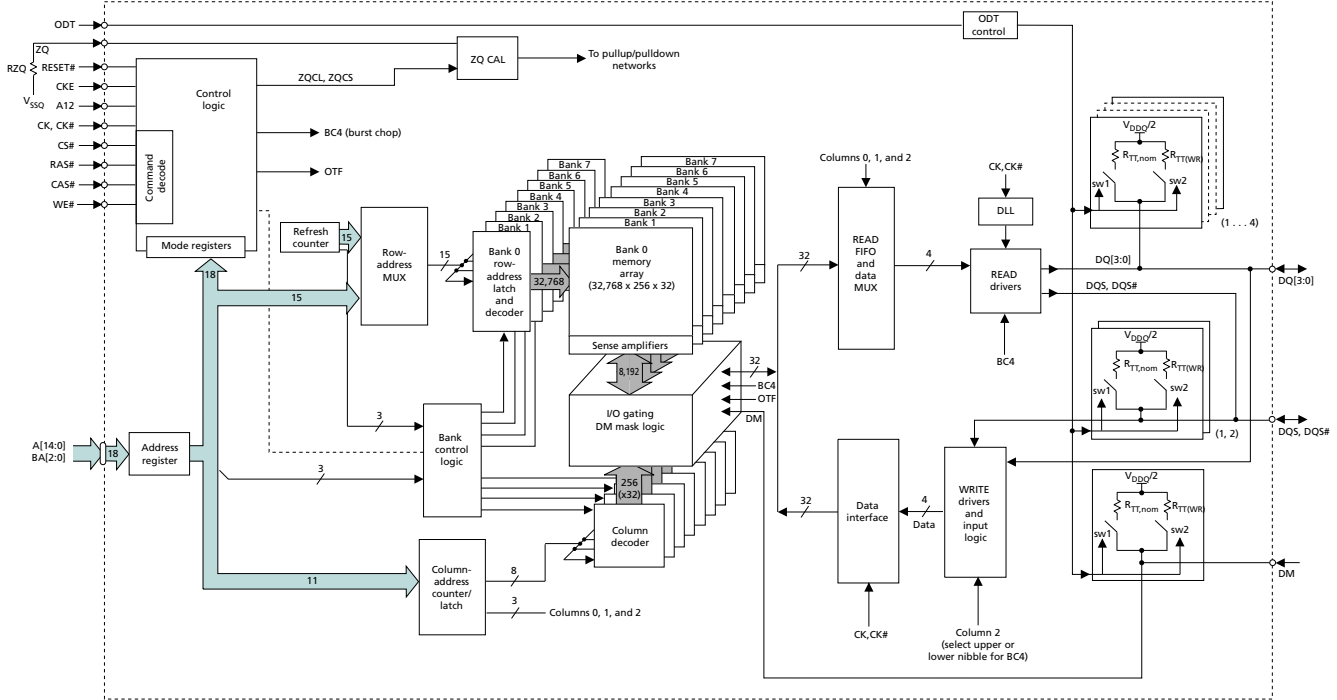 ODT
ODT
control
ZQ
RZQ
RESET#
ZQ CAL
To pullup/pulldown
networks
ZQCL, ZQCS
CKE
Control
logic
VSSQ
A12
CK, CK#
BC4 (burst chop)
CS#
RAS#
OTF
CAS#
WE#
Command
decode
Mode registers
Refresh
counter
15
Row-
address
MUX
15
18
15
Bank 7
Bank 6
Bank 5
Bank 4
Bank 3
Bank 2
Bank 1
Bank 0
row-
address
latch
and
decoder
32,768
Bank 7
Bank 6
Bank 5
Bank 4
Bank 3
Bank 2
Bank 1
Bank 0
memory
array
(32,768 x 256 x 32)
Sense amplifiers
8,192
I/O gating
DM mask logic
32
BC4
OTF
DM
Columns 0, 1, and 2
READ
FIFO
and
data
MUX
32
4
CK,CK#
DLL
READ
drivers
BC4
DQ[3:0]
DQS, DQS#
VDDQ/2
RTT,nom
RTT(WR)
sw1
sw2
(1 . . . 4)
DQ[3:0]
VDDQ/2
RTT,nom
RTT(WR)
sw1
sw2
(1, 2)
DQS, DQS#
VDDQ/2
RTT,nom
RTT(WR)
sw1
sw2
DM
A[14:0]
BA[2:0]
18
Address
register
3
3
Bank
control
logic
256
(x32)
Column
decoder
11
Column-
address
counter/
latch
8
3
Columns 0, 1, and 2
32
Data
interface
4
Data
WRITE
drivers
and
input
logic
CK,CK#
Column 2
(select upper or
lower nibble for BC4)